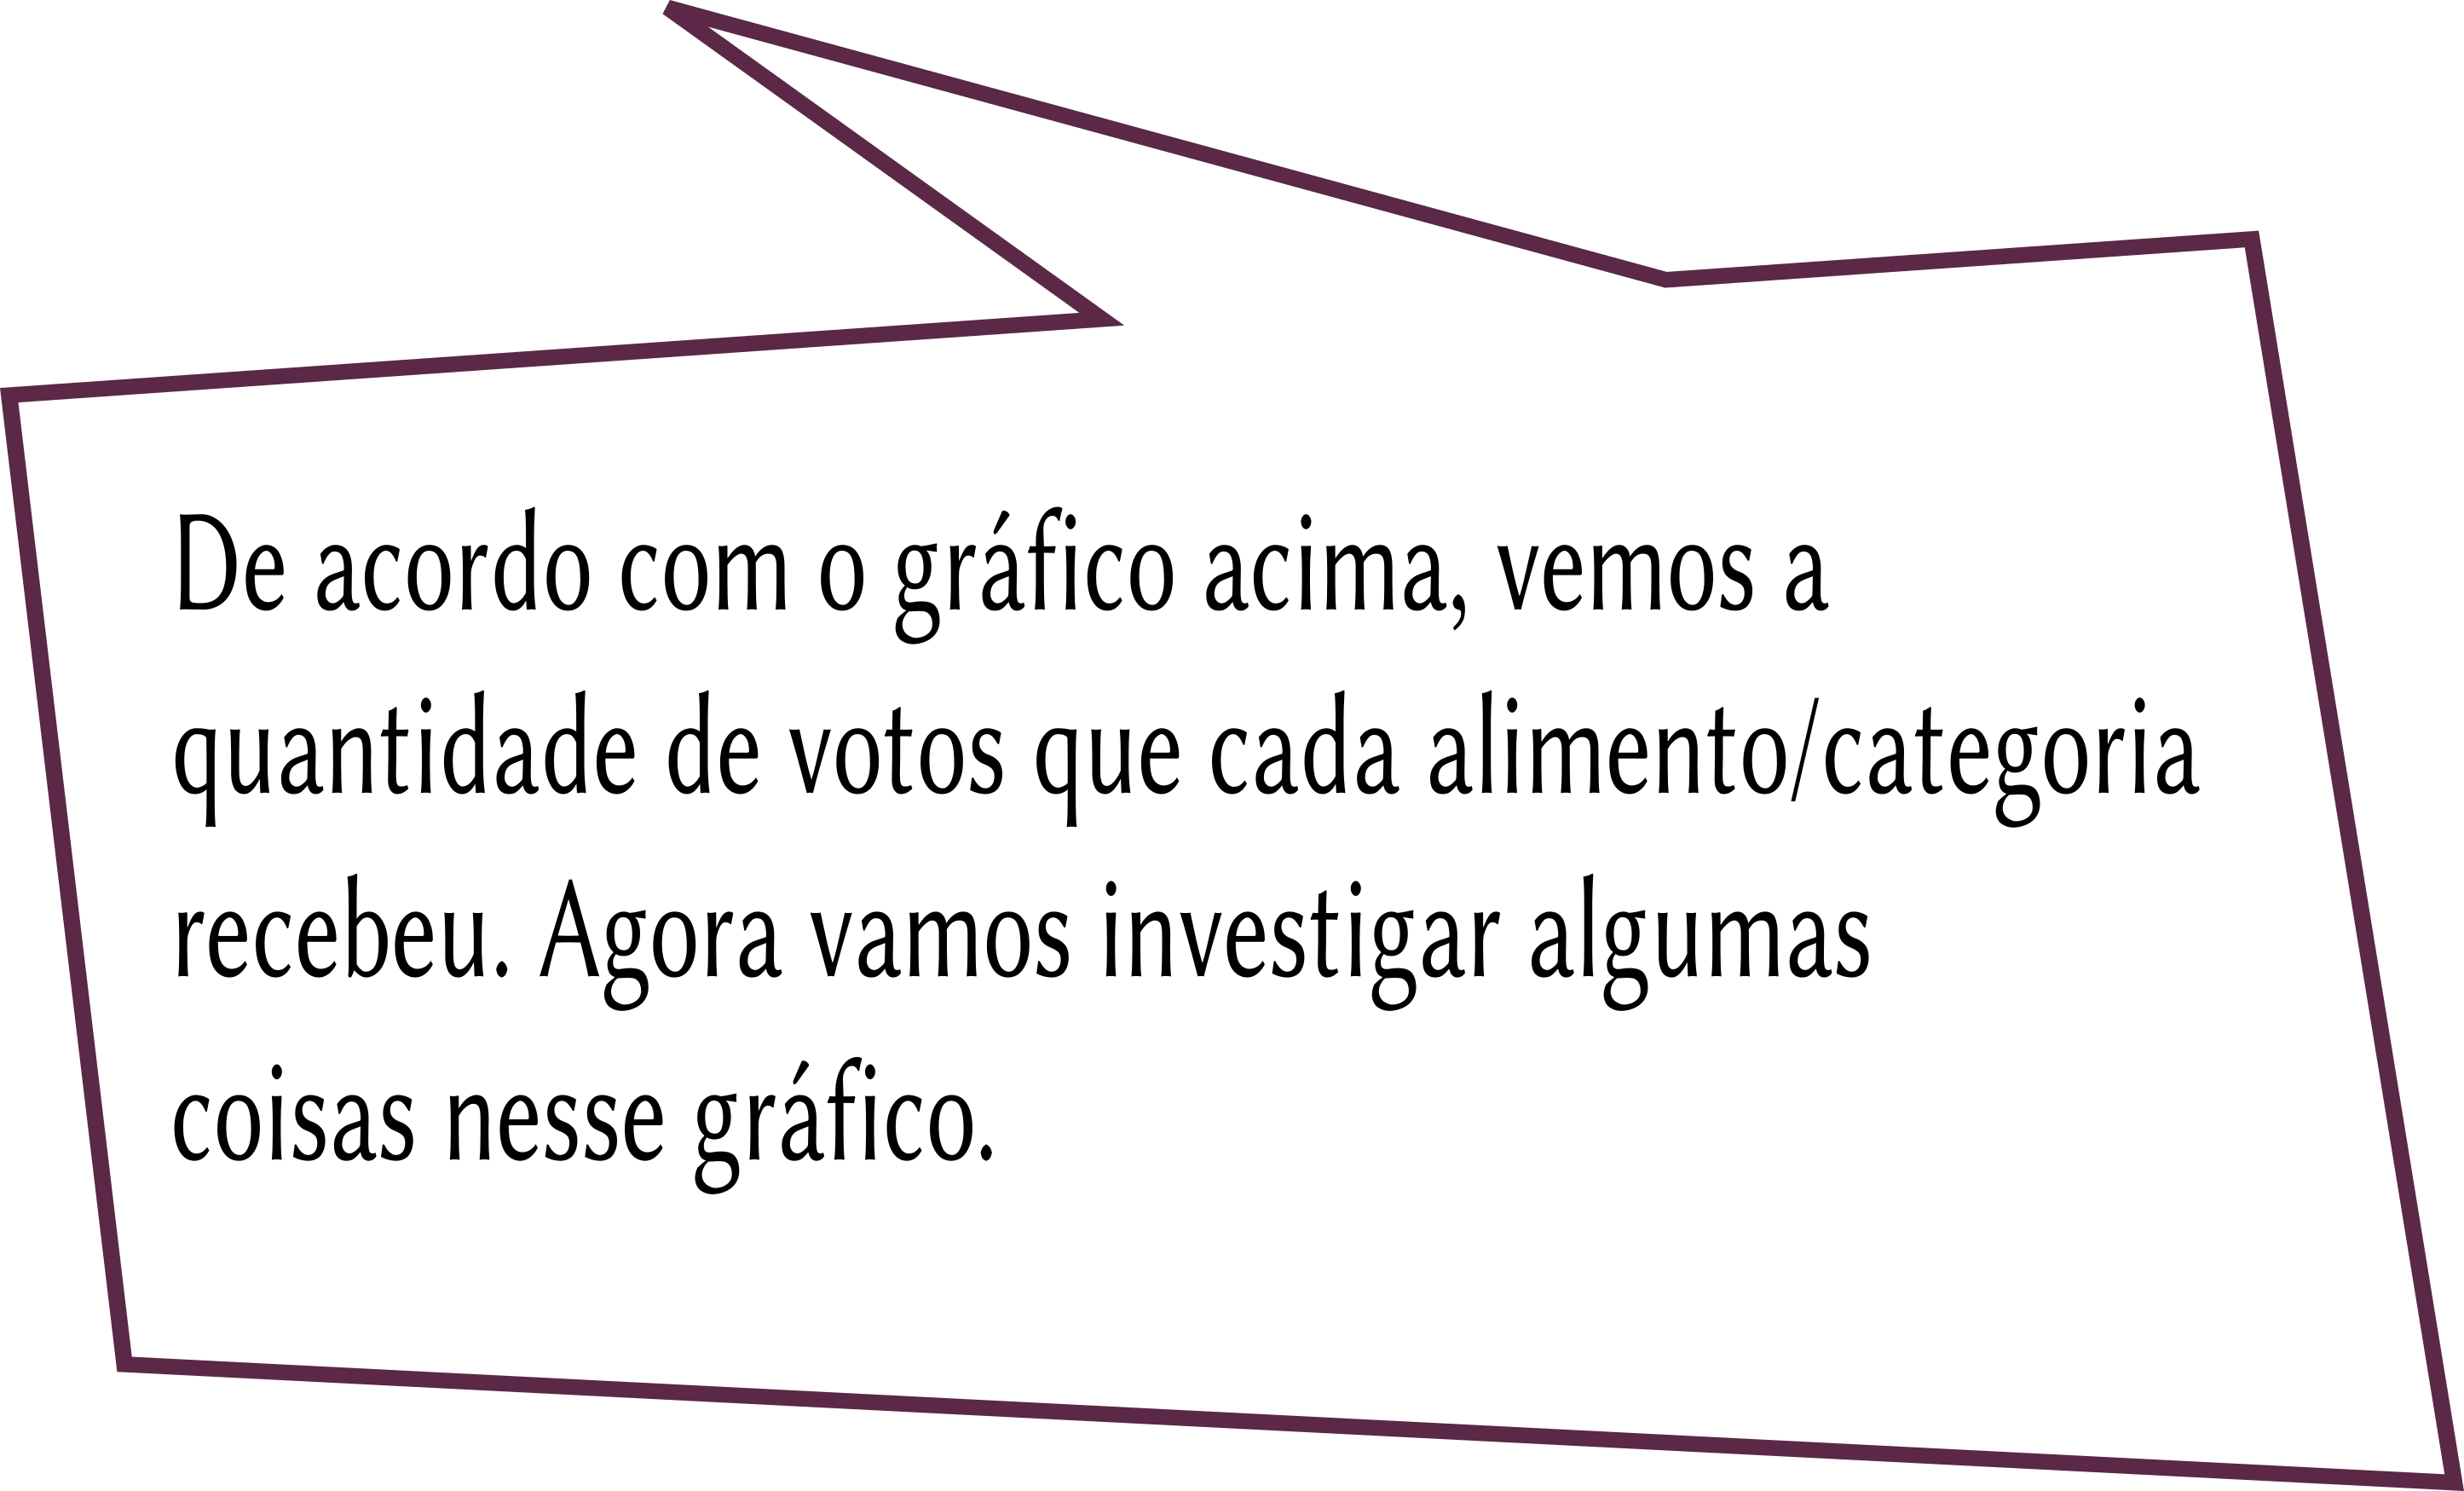 De acordo com o gráfico acima, vemos a
quantidade de votos que cada alimento/categoria
recebeu. Agora vamos investigar algumas
coisas nesse gráfico.